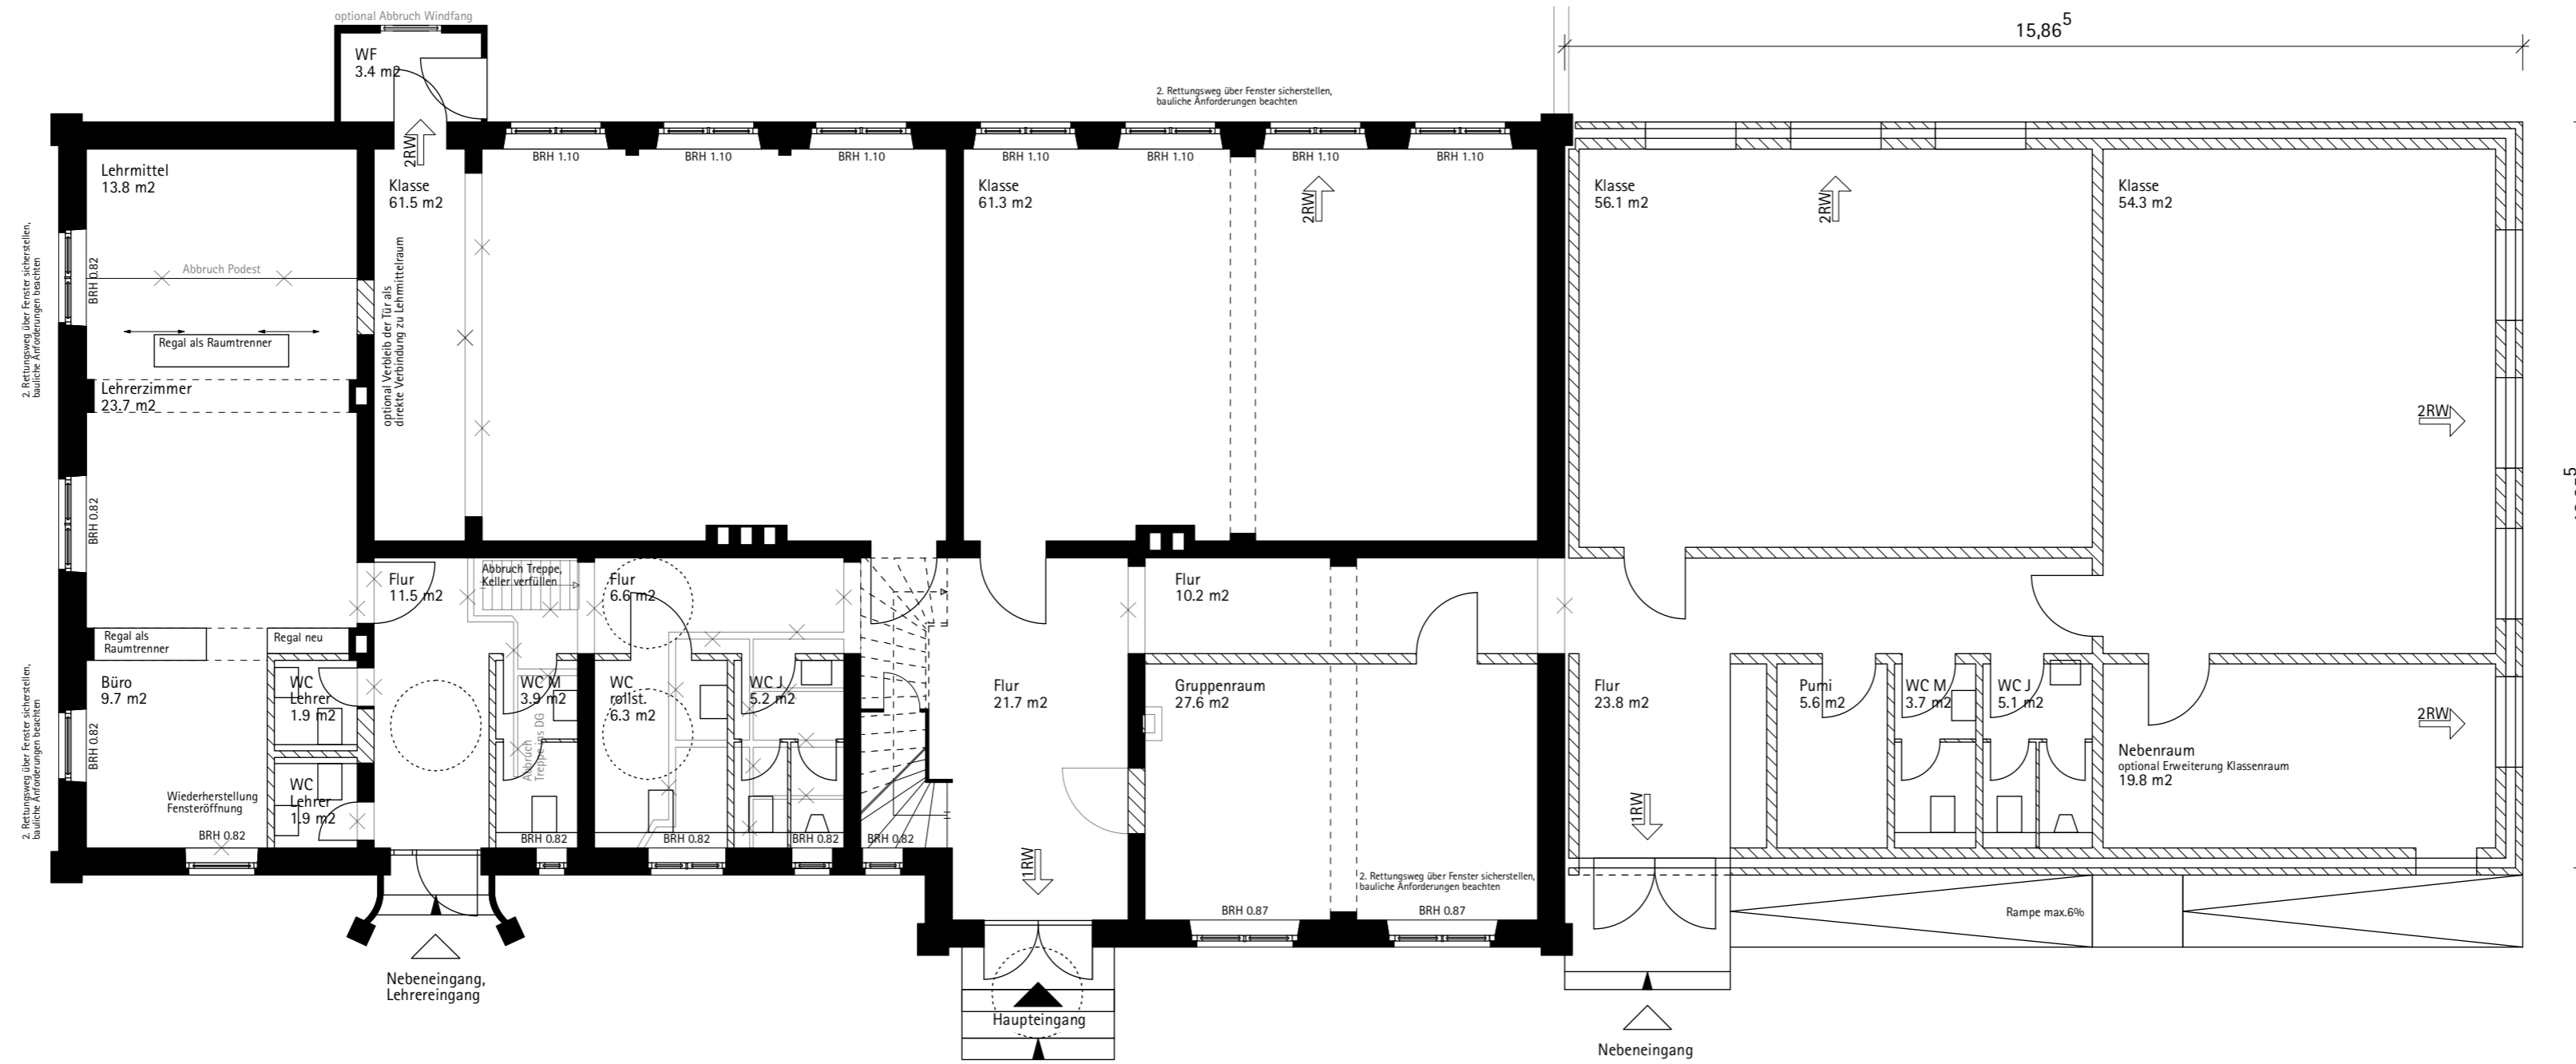 optional Abbruch Windfang
15,86⁵
WF
3.4 m2
2. Rettungsweg über Fenster sicherstellen,
bauliche Anforderungen beachten
2RW
BRH 1.10
BRH 1.10
BRH 1.10
BRH 1.10
BRH 1.10
BRH 1.10
BRH 1.10
Lehrmittel
13.8 m2
Klasse
61.5 m2
Klasse
61.3 m2
2RW
Klasse
56.1 m2
2RW
Klasse
54.3 m2
2. Rettungsweg über Fenster sicherstellen,
bauliche Anforderungen beachten
BRH 0.82
Abbruch Podest
optional Verbleib der Tür als
direkte Verbindung zu Lehrmittelraum
Regal als Raumtrenner
Lehrerzimmer
23.7 m2
2RW
BRH 0.82
Abbruch Treppe,
Keller verfüllen
Flur
11.5 m2
Flur
6.6 m2
Flur
10.2 m2
Regal als
Raumtrenner
Regal neu
2. Rettungsweg über Fenster sicherstellen,
bauliche Anforderungen beachten
Büro
9.7 m2
BRH 0.82
WC
Lehrer
1.9 m2
WC M
3.9 m2
WC
rollst.
6.3 m2
WC J
5.2 m2
Flur
21.7 m2
Gruppenraum
27.6 m2
Flur
23.8 m2
Pumi
5.6 m2
WC M
3.7 m2
WC J
5.1 m2
2RW
Abbruch
Treppe ins DG
Nebenraum
optional Erweiterung Klassenraum
19.8 m2
WC
Lehrer
1.9 m2
Wiederherstellung
Fensteröffnung
BRH 0.82
BRH 0.82
BRH 0.82
BRH 0.82
BRH 0.82
1RW
1RW
2. Rettungsweg über Fenster sicherstellen,
bauliche Anforderungen beachten
BRH 0.87
BRH 0.87
Rampe max.6%
Nebeneingang,
Lehrereingang
Haupteingang
Nebeneingang